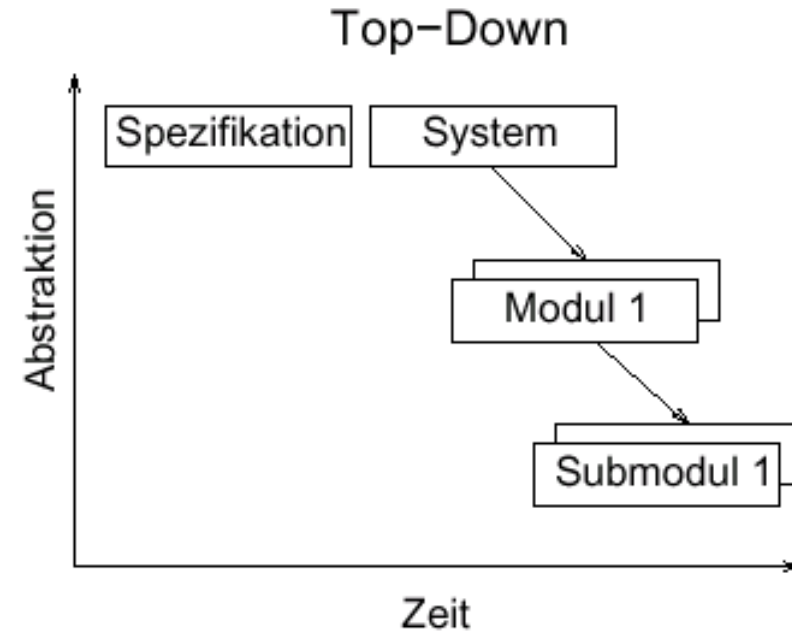 Top-Down
Spezifikation
System
Abstraktion
Modul 1
Submodul 1
Zeit